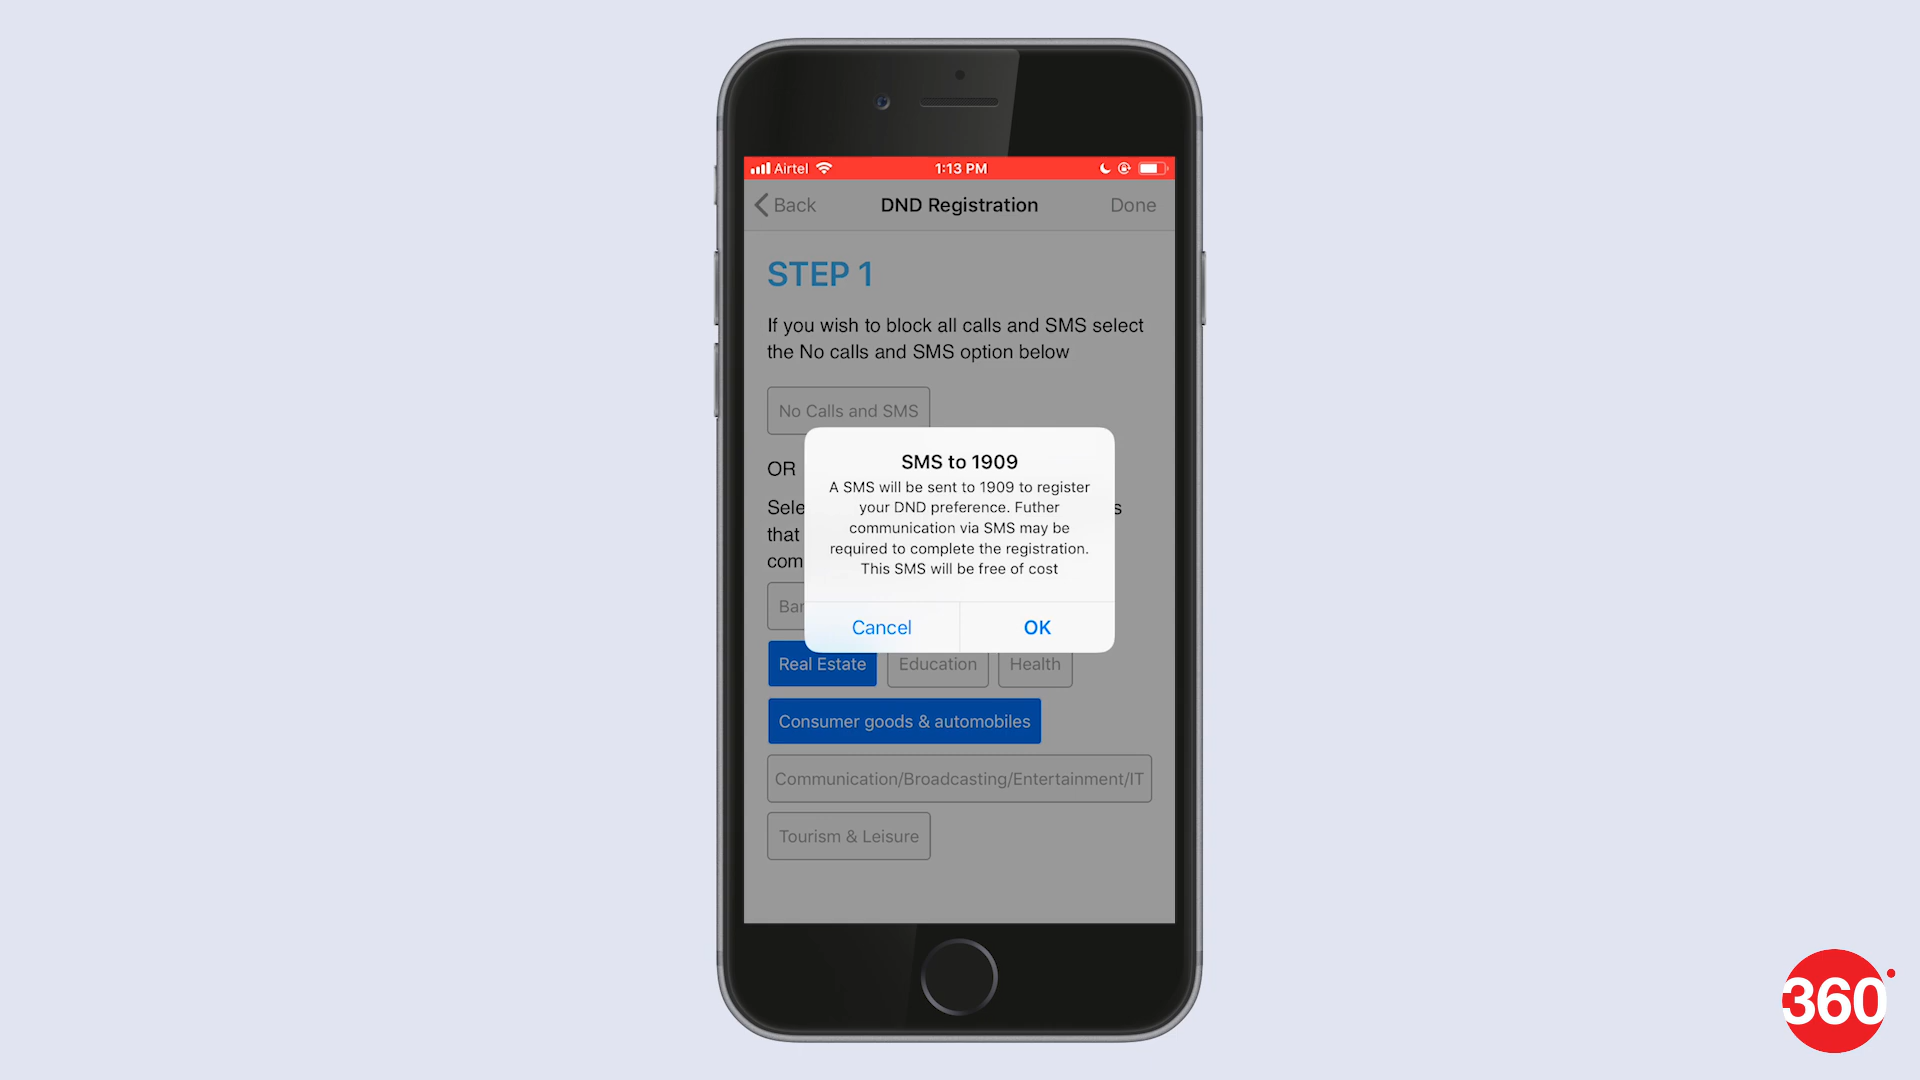 Airtel
1:13 PM
Back
DND Registration
Done
STEP 1
If you wish to block all calls and SMS select
the No calls and SMS option below
No Calls and SMS
OR
SMS to 1909
A SMS will be sent to 1909 to register
your DND preference. Futher
communication via SMS may be
required to complete the registration.
This SMS will be free of cost
Cancel
OK
that
Real Estate
Education
Health
Consumer goods & automobiles
Communication/Broadcasting/Entertainment/IT
Tourism & Leisure
360